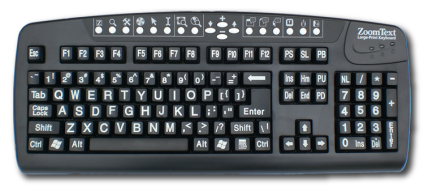 ZoomText
Large-Print Keyboard
Esc F1 F2 F3 F4 F5 F6 F7 F8 F9 F10 F11 F12 PS SL PB
1 2 3 4 5 6 7 8 9 0 Ins Hm PU NL / * -
Tab Q W E R T Y U I O P [ ] \ Del End PD 7 8 9 +
Caps Lock A S D F G H J K L ; " Enter 4 5 6
Shift Z X C V B N M < > ? Shift 1 2 3
Ctrl Alt Alt Ctrl 0 Ins Del